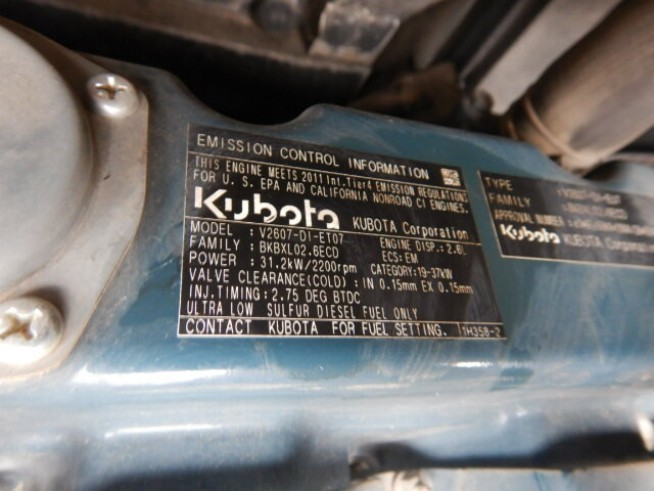 EMISSION CONTROL INFORMATION
THIS ENGINE MEETS 2011 Int.Tier4 EMISSION REGULATIONS
FOR U. S. EPA AND CALIFORNIA NONROAD CI ENGINES.
Kubota KUBOTA Corporation
MODEL : V2607-DI-ET07 ENGINE DISP.: 2.6L
FAMILY : BKBXL02.6ECD ECS: EM
POWER : 31.2kW/2200rpm CATEGORY:19-37kW
VALVE CLEARANCE(COLD) : IN 0.15mm EX 0.15mm
INJ.TIMING: 2.75 DEG BTDC
ULTRA LOW SULFUR DIESEL FUEL ONLY
CONTACT KUBOTA FOR FUEL SETTING. 1H358-2
TYPE
FAMILY
APPROVAL NUMBER
Kubota KUBOTA Corporation